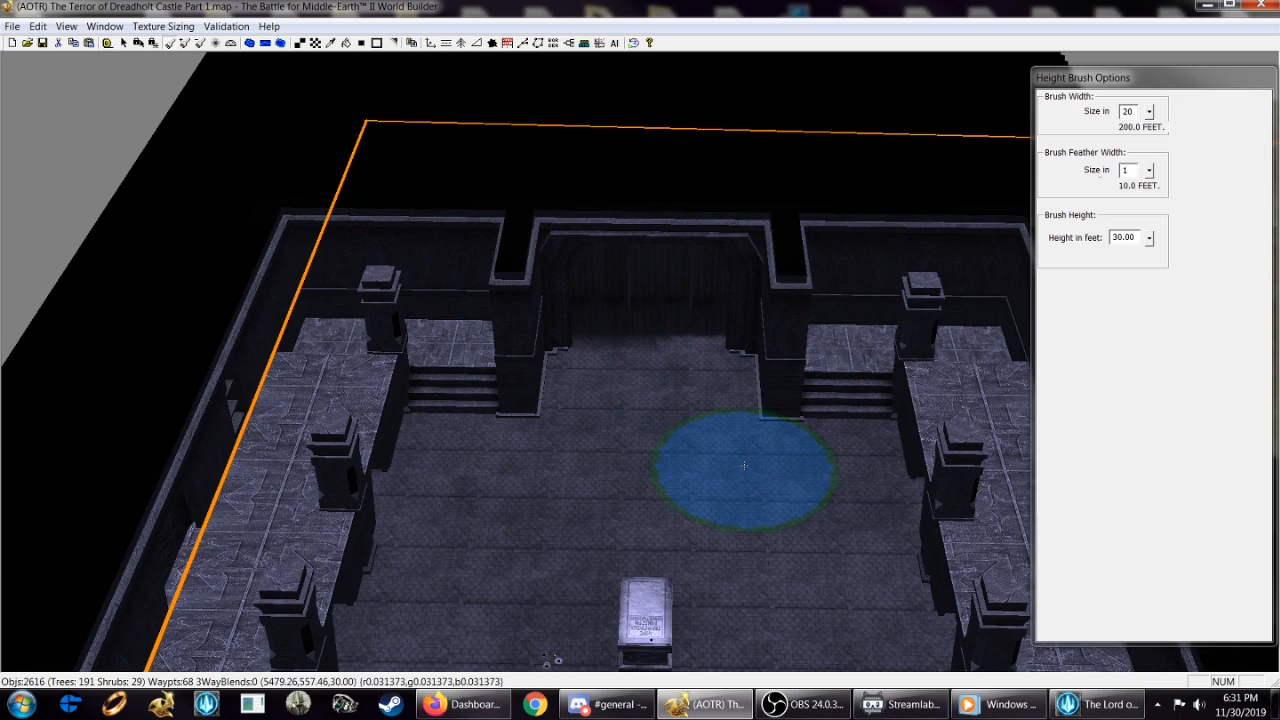 (AOTR) The Terror of Dreadholt Castle Part 1.map - The Battle for Middle-Earth™ II World Builder
File Edit View Window Texture Sizing Validation Help
AI
Height Brush Options
Brush Width:
Size in 20
200.0 FEET.
Brush Feather Width:
Size in 1
10.0 FEET.
Brush Height:
Height in feet: 30.00
Objs:2616 (Trees: 191 Shrubs: 29) Waypts:68 3WayBlends:0 (5479.26,557.46,30.00) {r0.031373,g0.031373,b0.031373}
NUM
Dashboar... #general -... (AOTR) Th... OBS 24.0.3... Streamlab... Windows ... The Lord o...
6:31 PM
11/30/2019